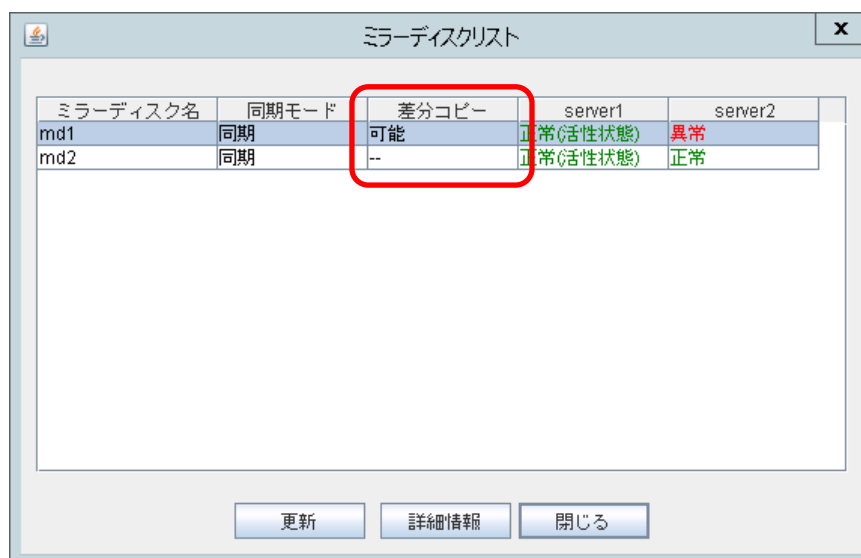 ミラーディスクリスト x
ミラーディスク名 同期モード 差分コピー server1 server2
md1 同期 可能 正常(活性状態) 異常
md2 同期 -- 正常(活性状態) 正常
更新 詳細情報 閉じる